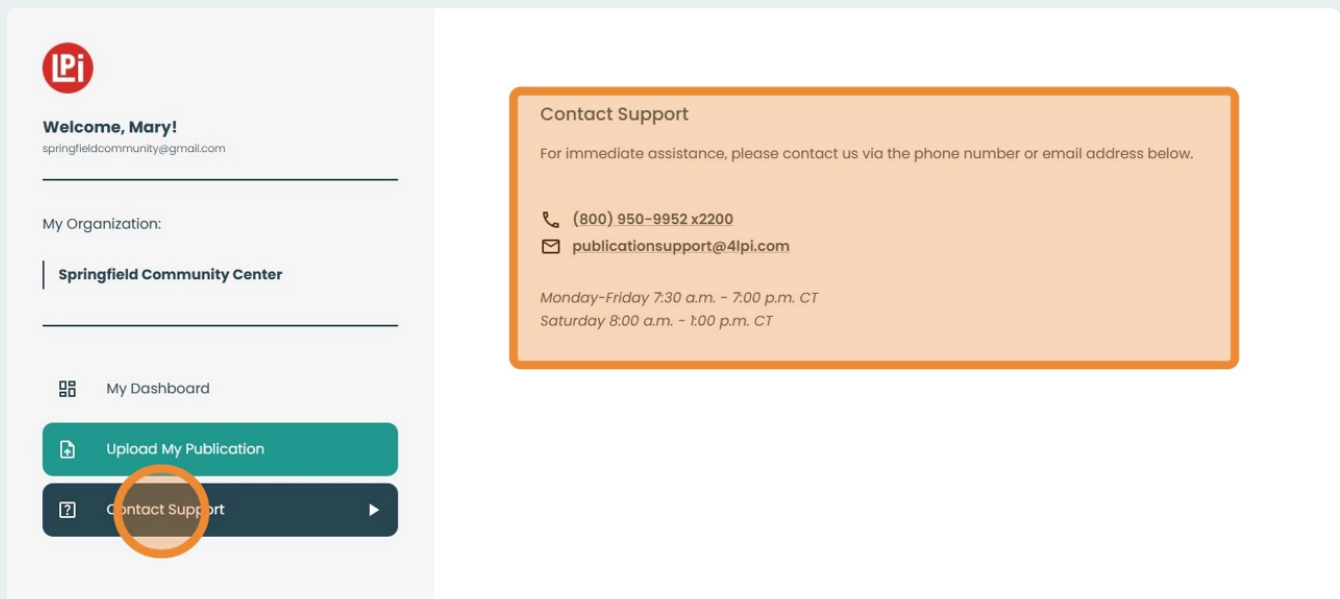 LPi
Welcome, Mary!
springfieldcommunity@gmail.com
My Organization:
Springfield Community Center
My Dashboard
Upload My Publication
Contact Support
Contact Support
For immediate assistance, please contact us via the phone number or email address below.
(800) 950-9952 x2200
publicationsupport@4lpi.com
Monday-Friday 7:30 a.m. - 7:00 p.m. CT
Saturday 8:00 a.m. - 1:00 p.m. CT